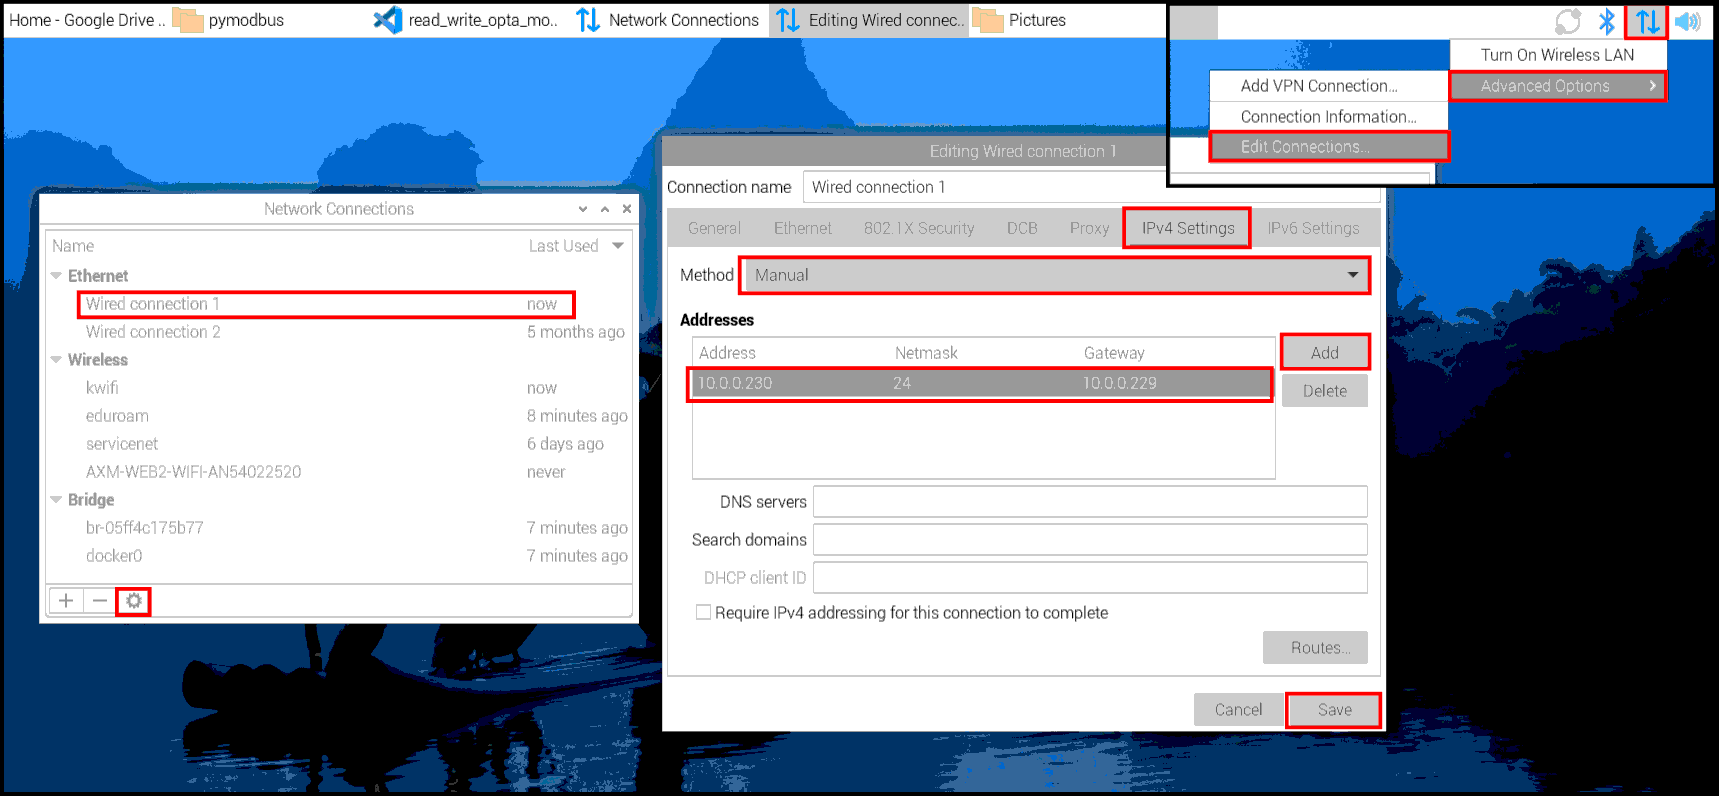 Home - Google Drive ..
pymodbus
read_write_opta_mo..
Network Connections
Editing Wired connec..
Pictures
Turn On Wireless LAN
Advanced Options
Add VPN Connection...
Connection Information...
Edit Connections...
Network Connections
Name Last Used
Ethernet
Wired connection 1 now
Wired connection 2 5 months ago
Wireless
kwifi now
eduroam 8 minutes ago
servicenet 6 days ago
AXM-WEB2-WIFI-AN54022520 never
Bridge
br-05ff4c175b77 7 minutes ago
docker0 7 minutes ago
Editing Wired connection 1
Connection name Wired connection 1
General Ethernet 802.1X Security DCB Proxy IPv4 Settings IPv6 Settings
Method Manual
Addresses
Address Netmask Gateway
10.0.0.230 24 10.0.0.229
Add
Delete
DNS servers
Search domains
DHCP client ID
Require IPv4 addressing for this connection to complete
Routes...
Cancel Save